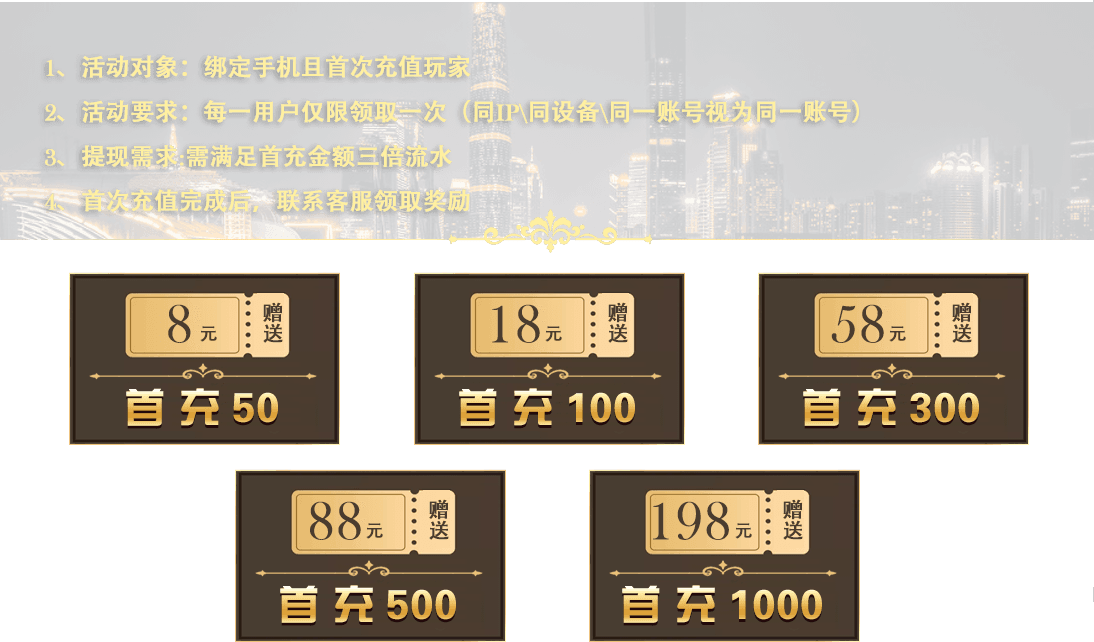 1、活动对象：绑定手机且首次充值玩家
2、活动要求：每一用户仅限领取一次（同IP\同设备\同一账号视为同一账号）
3、提现需求:需满足首充金额三倍流水
4、首次充值完成后，联系客服领取奖励
8元 赠送
首充50
18元 赠送
首充100
58元 赠送
首充300
88元 赠送
首充500
198元 赠送
首充1000